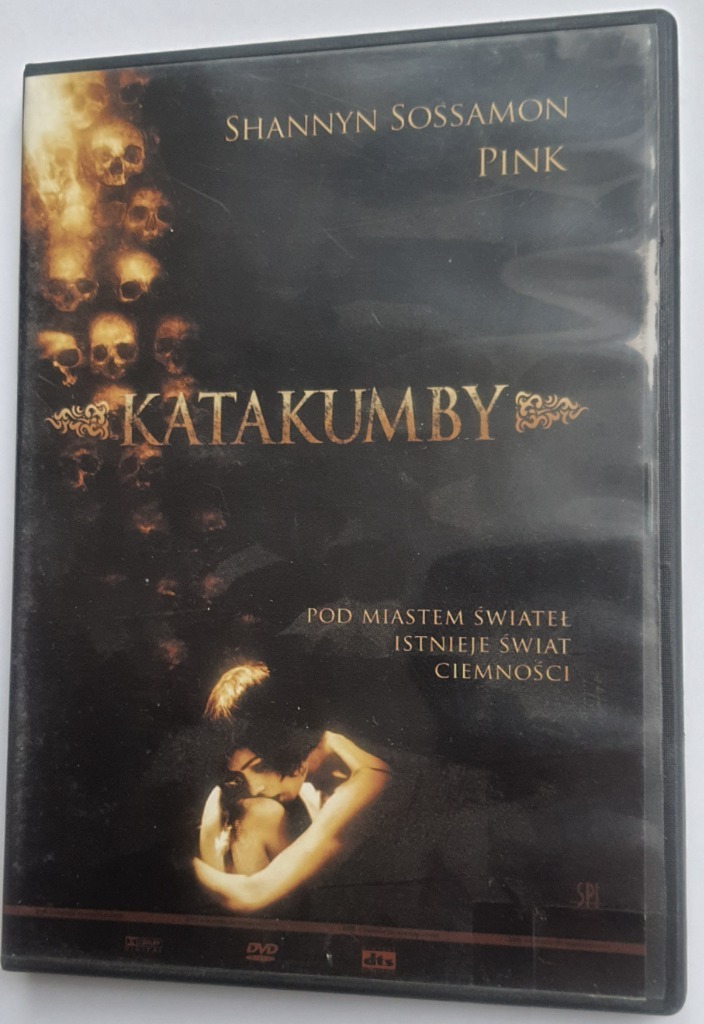 SHANNYN SOSSAMON
PINK
KATAKUMBY
POD MIASTEM ŚWIATEŁ
ISTNIEJE ŚWIAT
CIEMNOŚCI
SPI
DVD
dts